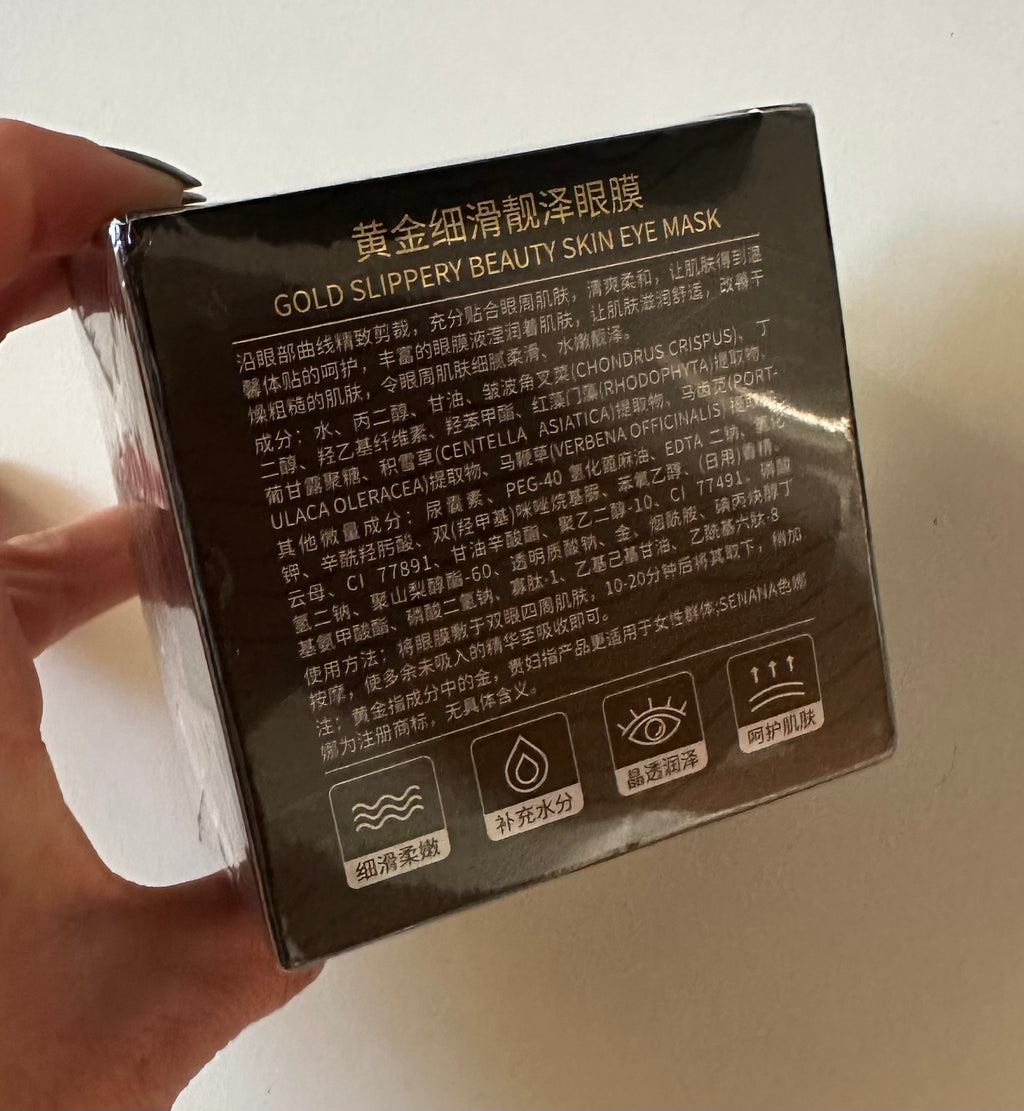 黄金细滑靓泽眼膜
GOLD SLIPPERY BEAUTY SKIN EYE MASK
沿眼部曲线精致剪裁，充分贴合眼周肌肤，清爽柔和，让肌肤得到温
馨体贴的呵护，丰富的眼膜液滢润着肌肤，让肌肤滋润舒适，改善干
燥粗糙的肌肤，令眼周肌肤细腻柔滑、水嫩靓泽。
成分：水、丙二醇、甘油、皱波角叉菜(CHONDRUS CRISPUS)、丁
二醇、羟乙基纤维素、羟苯甲酯、红藻门藻(RHODOPHYTA)提取物、
葡甘露聚糖、积雪草(CENTELLA ASIATICA)提取物、马齿苋(PORT-
ULACA OLERACEA)提取物、马鞭草(VERBENA OFFICINALIS)
其他微量成分：尿囊素、PEG-40 氢化蓖麻油、EDTA 二钠、氧化
钾、辛酰羟肟酸、双(羟甲基)咪唑烷基脲、苯氧乙醇、(日用)香精、
云母、CI 77891、甘油辛酸酯、聚乙二醇-10、CI 77491、磷酸
氢二钠、聚山梨醇酯-60、透明质酸钠、金、烟酰胺、碘丙炔醇丁
基氨甲酸酯、磷酸二氢钠、寡肽-1、乙基己基甘油、乙酰基六肽-8
使用方法：将眼膜敷于双眼四周肌肤，10-20分钟后将其取下，稍加
按摩，使多余未吸入的精华至吸收即可。
注：黄金指成分中的金，贵妇指产品更适用于女性群体;SENANA色娜
娜为注册商标，无具体含义。
细滑柔嫩
补充水分
晶透润泽
呵护肌肤